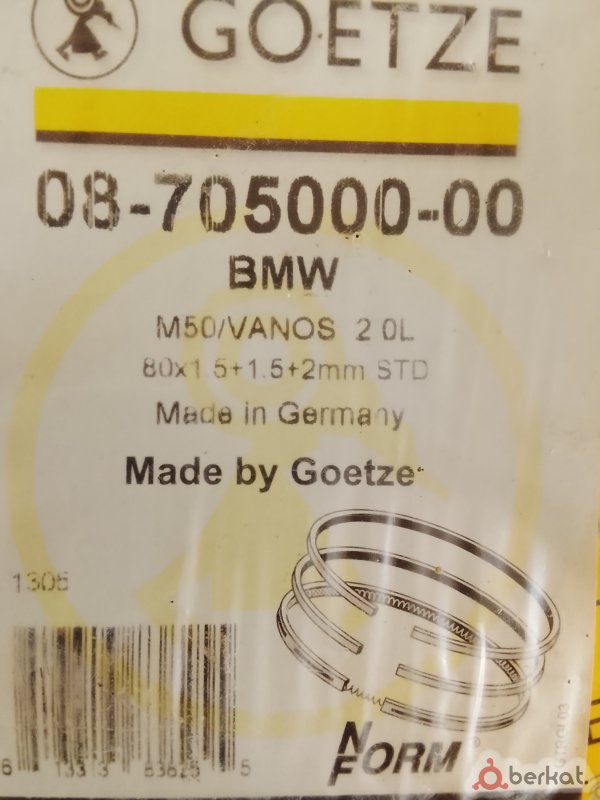 GOETZE
08-705000-00
BMW
M50/VANOS 2 0L
80x1 5+1.5+2mm STD
Made in Germany
Made by Goetze
1305
N
FORM
berkat.